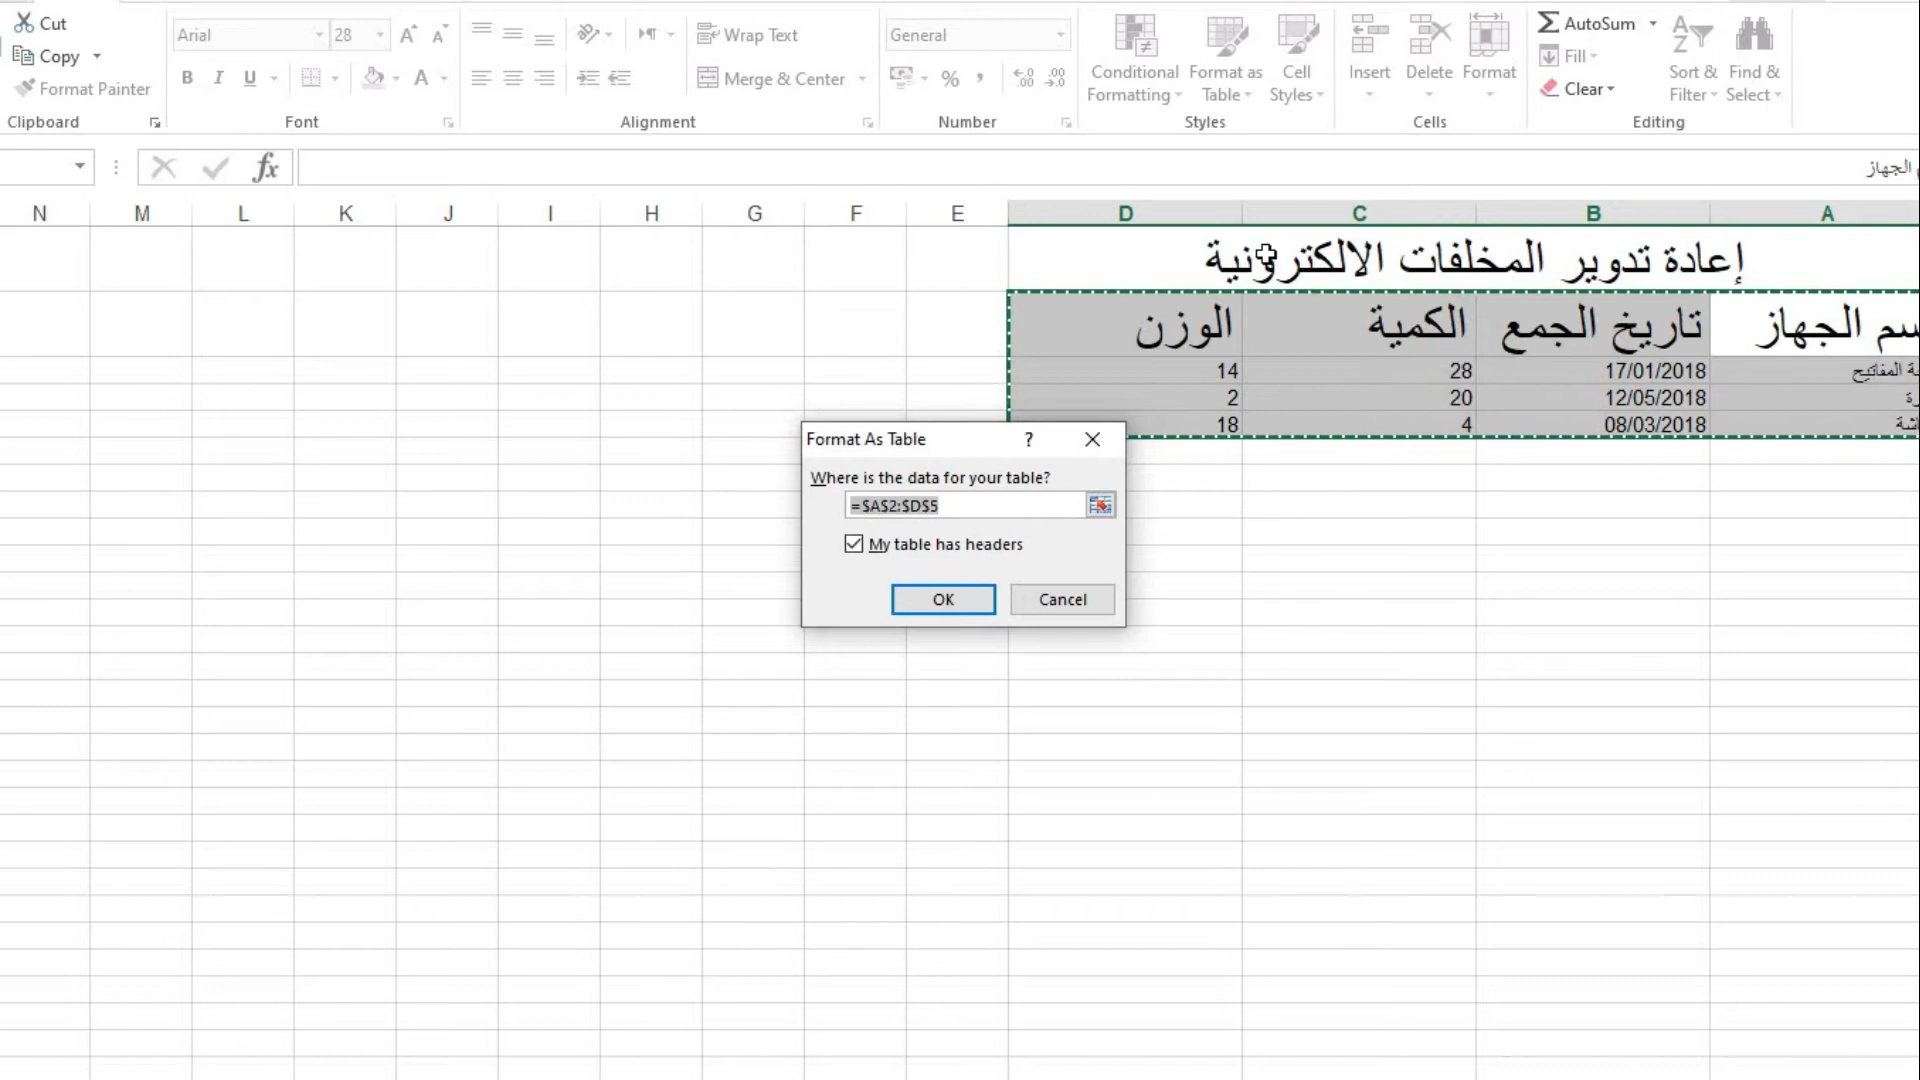 Cut
Copy
Format Painter
Clipboard
Arial
28
A A
B I U
A
Font
Wrap Text
Merge & Center
Alignment
General
%
Number
Conditional Formatting
Format as Table
Cell Styles
Styles
Insert
Delete
Format
Cells
Σ AutoSum
Fill
Clear
Sort & Filter
Find & Select
Editing
fx
الجهاز
N M L K J I H G F E D C B A
إعادة تدوير المخلفات الالكترونية
الجهاز تاريخ الجمع الكمية الوزن
المفاتيح 17/01/2018 28 14
12/05/2018 20 2
08/03/2018 4 18
Format As Table ?
Where is the data for your table?
=$A$2:$D$5
My table has headers
OK Cancel